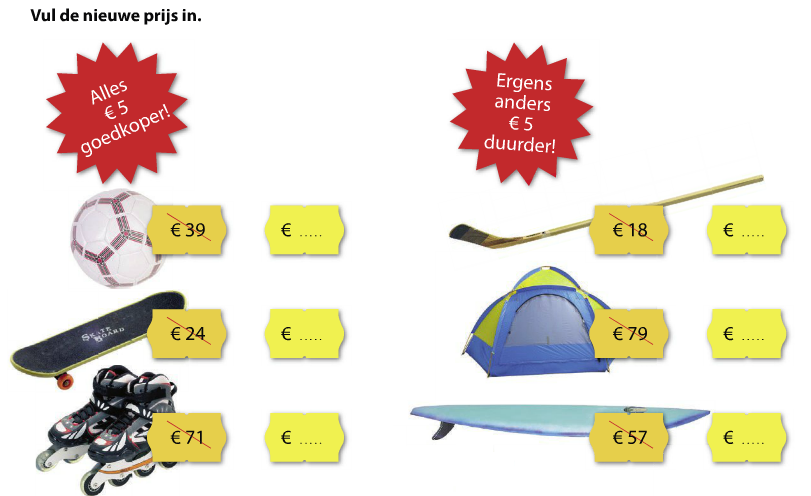 Vul de nieuwe prijs in.
Alles
€ 5
goedkoper!
Ergens
anders
€ 5
duurder!
€ 39
€ .....
€ 18
€ .....
SKATE
BOARD
€ 24
€ .....
€ 79
€ .....
€ 71
€ .....
€ 57
€ .....